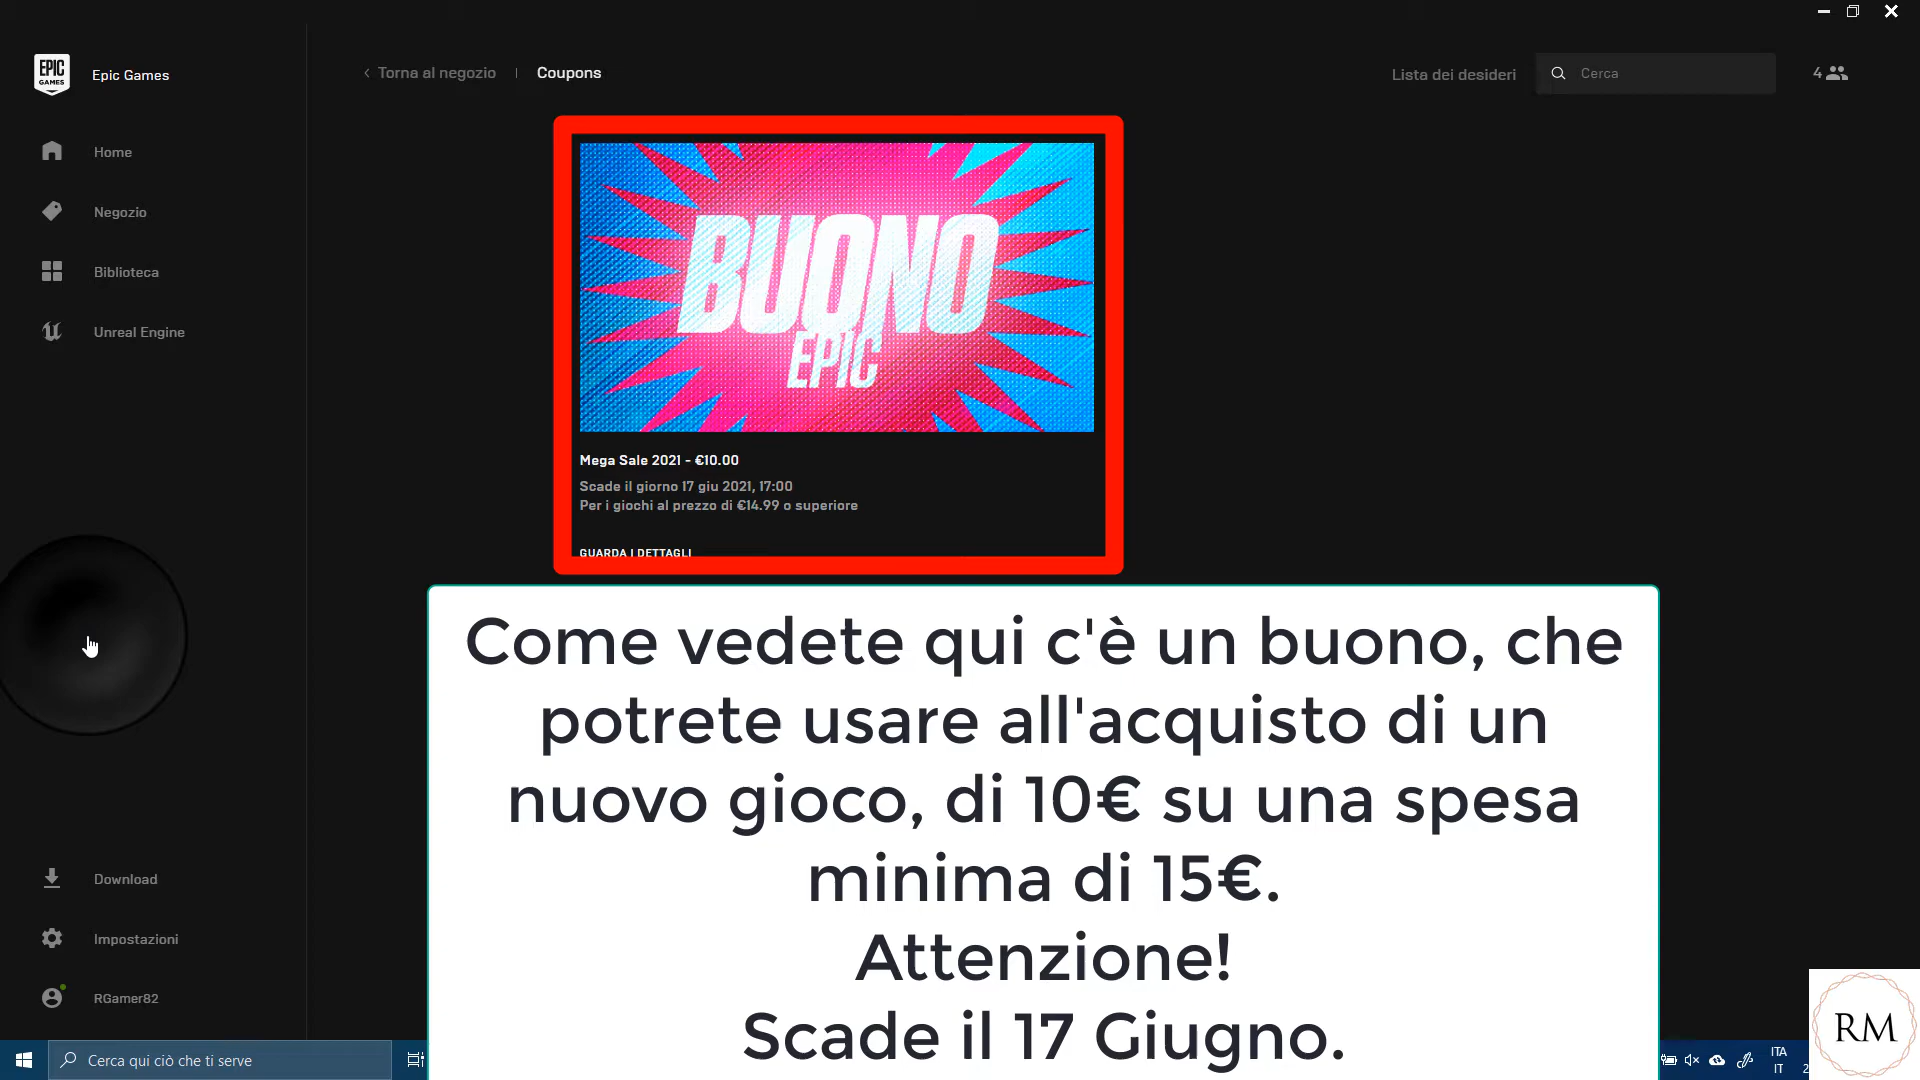 EPIC
GAMES
Epic Games
Torna al negozio
Coupons
Lista dei desideri
Cerca
4
Home
Negozio
Biblioteca
Unreal Engine
BUONO
EPIC
Mega Sale 2021 - €10.00
Scade il giorno 17 giu 2021, 17:00
Per i giochi al prezzo di €14.99 o superiore
GUARDA I DETTAGLI
Come vedete qui c'è un buono, che
potrete usare all'acquisto di un
nuovo gioco, di 10€ su una spesa
minima di 15€.
Attenzione!
Scade il 17 Giugno.
Download
Impostazioni
RGamer82
Cerca qui ciò che ti serve
ITA
IT
RM